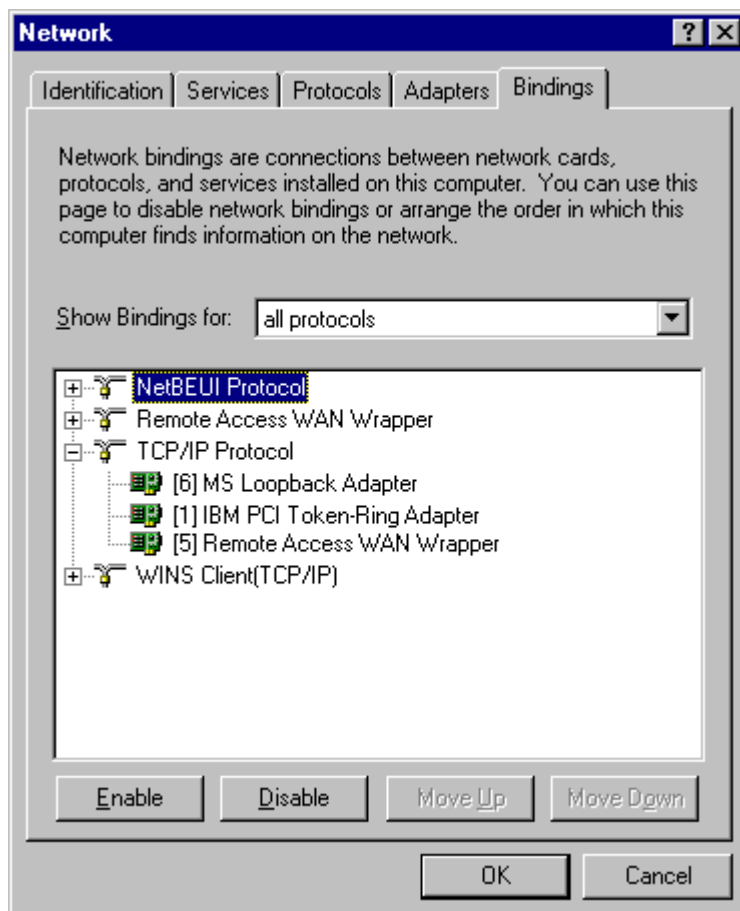 Network
Identification Services Protocols Adapters Bindings
Network bindings are connections between network cards,
protocols, and services installed on this computer. You can use this
page to disable network bindings or arrange the order in which this
computer finds information on the network.
Show Bindings for: all protocols
NetBEUI Protocol
Remote Access WAN Wrapper
TCP/IP Protocol
[6] MS Loopback Adapter
[1] IBM PCI Token-Ring Adapter
[5] Remote Access WAN Wrapper
WINS Client(TCP/IP)
Enable Disable Move Up Move Down
OK Cancel